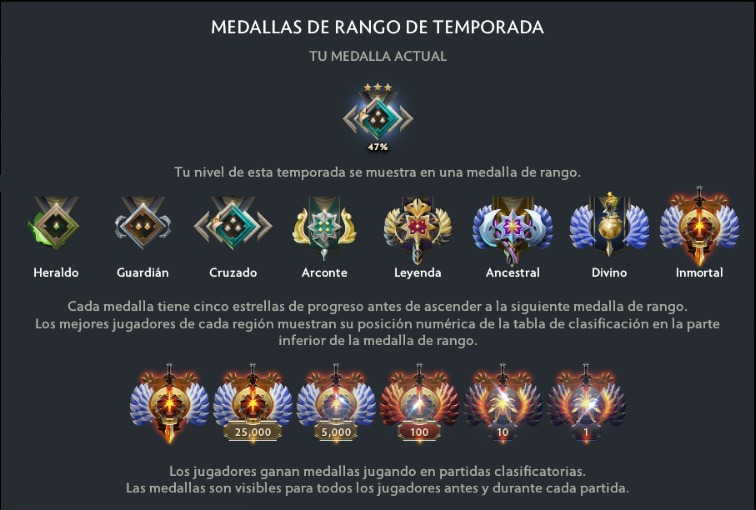 MEDALLAS DE RANGO DE TEMPORADA
TU MEDALLA ACTUAL
47%
Tu nivel de esta temporada se muestra en una medalla de rango.
Heraldo Guardián Cruzado Arconte Leyenda Ancestral Divino Inmortal
Cada medalla tiene cinco estrellas de progreso antes de ascender a la siguiente medalla de rango.
Los mejores jugadores de cada región muestran su posición numérica de la tabla de clasificación en la parte
inferior de la medalla de rango.
25,000 5,000 100 10 1
Los jugadores ganan medallas jugando en partidas clasificatorias.
Las medallas son visibles para todos los jugadores antes y durante cada partida.